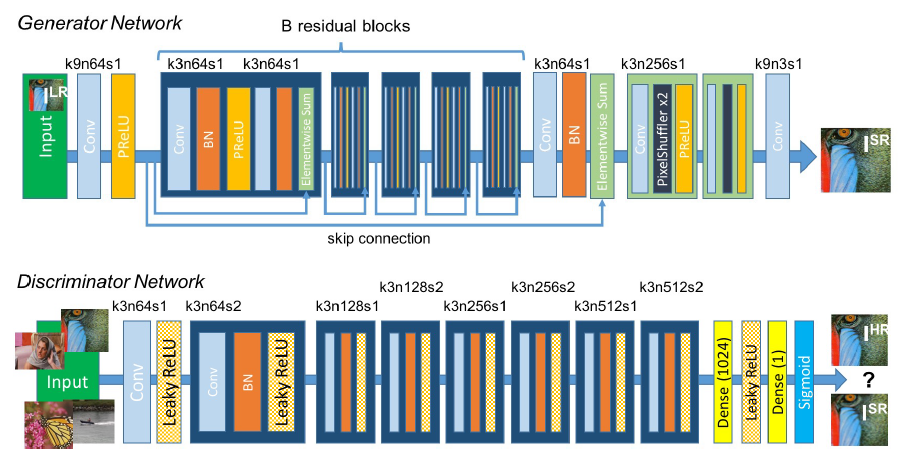 Generator Network
B residual blocks
k9n64s1
k3n64s1
k3n64s1
k3n64s1
k3n256s1
k9n3s1
LR
Input
Conv
PReLU
Conv
BN
PReLU
Elementwise Sum
Conv
BN
Elementwise Sum
Conv
PixelShuffler x2
PReLU
Conv
SR
skip connection
Discriminator Network
k3n128s2
k3n256s2
k3n512s2
k3n64s1
k3n64s2
k3n128s1
k3n256s1
k3n512s1
Input
Conv
Leaky ReLU
Conv
BN
Leaky ReLU
Dense (1024)
Leaky ReLU
Dense (1)
Sigmoid
HR
?
SR